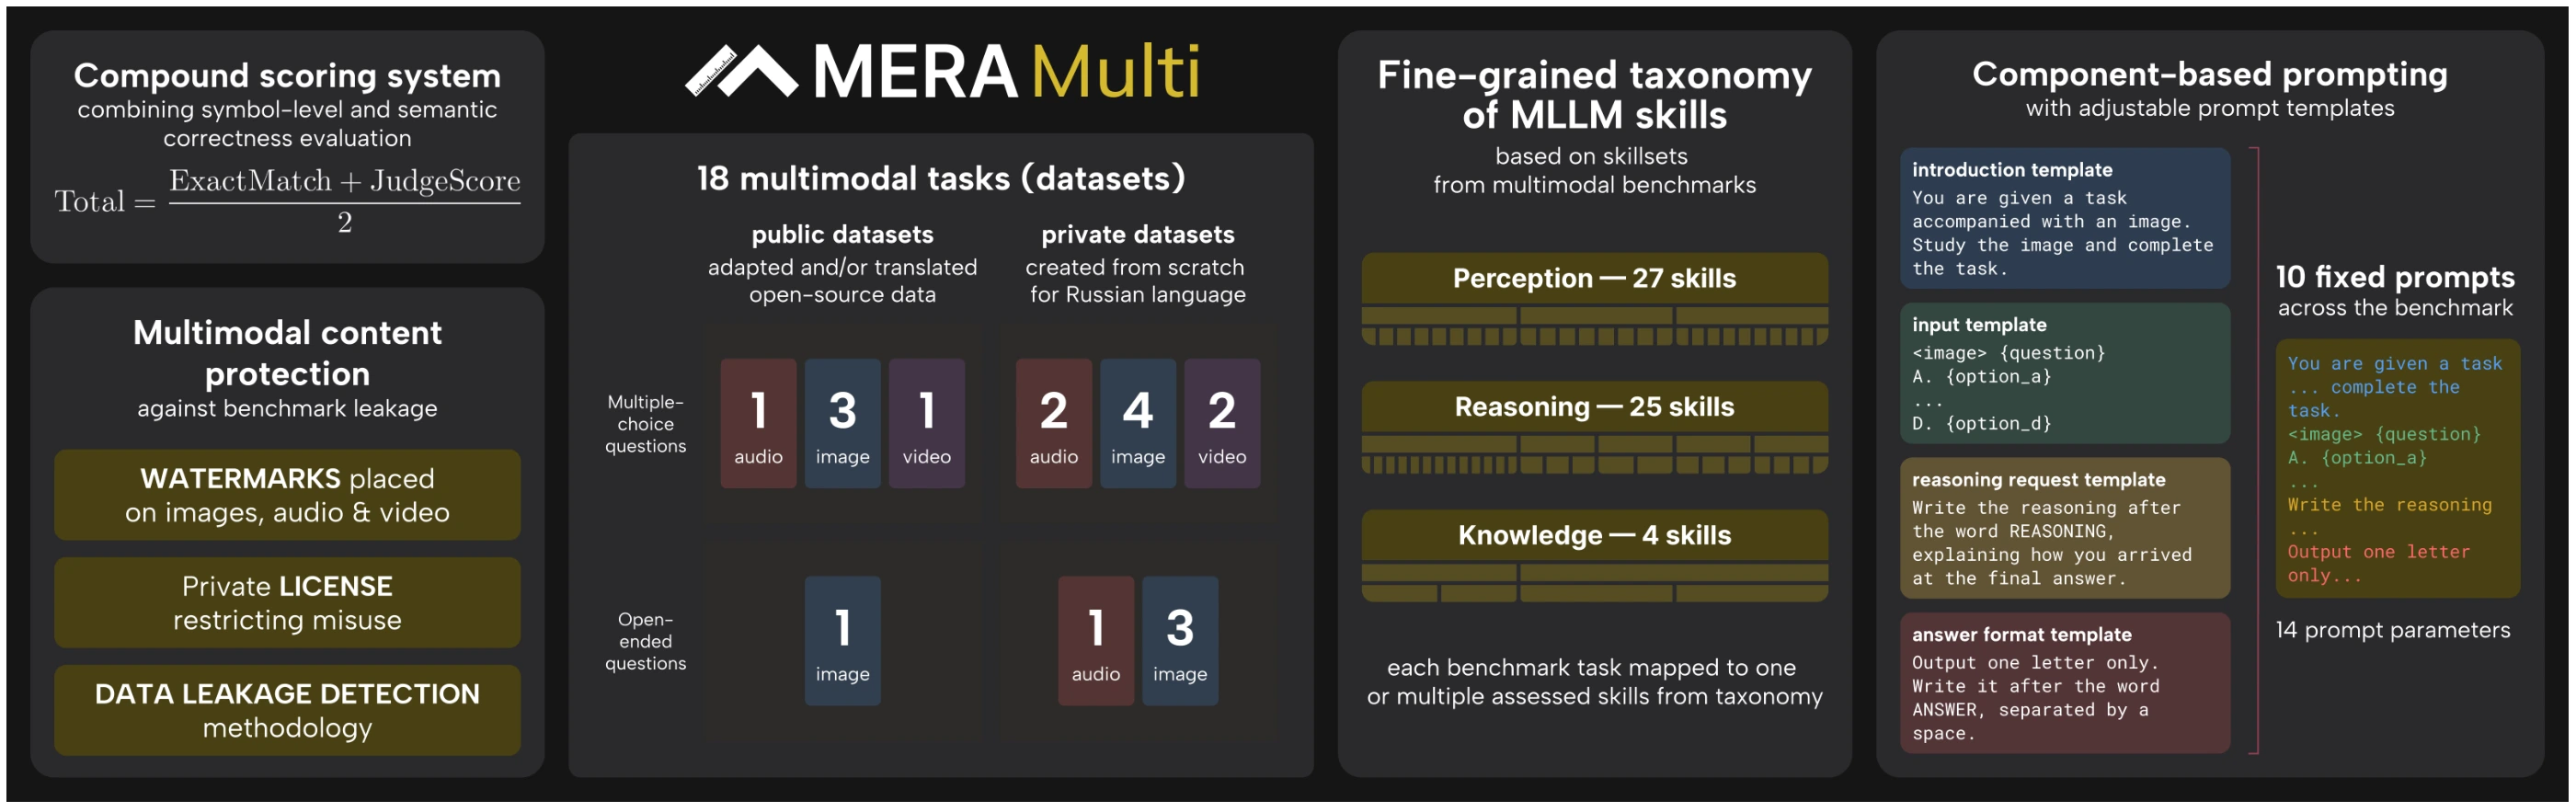 Compound scoring system
combining symbol-level and semantic
correctness evaluation
Total = ExactMatch + JudgeScore
2
Multimodal content
protection
against benchmark leakage
WATERMARKS placed
on images, audio & video
Private LICENSE
restricting misuse
DATA LEAKAGE DETECTION
methodology
MERA Multi
18 multimodal tasks (datasets)
public datasets
adapted and/or translated
open-source data
private datasets
created from scratch
for Russian language
Multiple-
choice
questions
1
audio
3
image
1
video
2
audio
4
image
2
video
Open-
ended
questions
1
image
1
audio
3
image
Fine-grained taxonomy
of MLLM skills
based on skillsets
from multimodal benchmarks
Perception — 27 skills
Reasoning — 25 skills
Knowledge — 4 skills
each benchmark task mapped to one
or multiple assessed skills from taxonomy
Component-based prompting
with adjustable prompt templates
introduction template
You are given a task
accompanied with an image.
Study the image and complete
the task.
input template
<image> {question}
A. {option_a}
...
D. {option_d}
reasoning request template
Write the reasoning after
the word REASONING,
explaining how you arrived
at the final answer.
answer format template
Output one letter only.
Write it after the word
ANSWER, separated by a
space.
10 fixed prompts
across the benchmark
You are given a task
... complete the
task.
<image> {question}
A. {option_a}
...
Write the reasoning
...
Output one letter
only...
14 prompt parameters